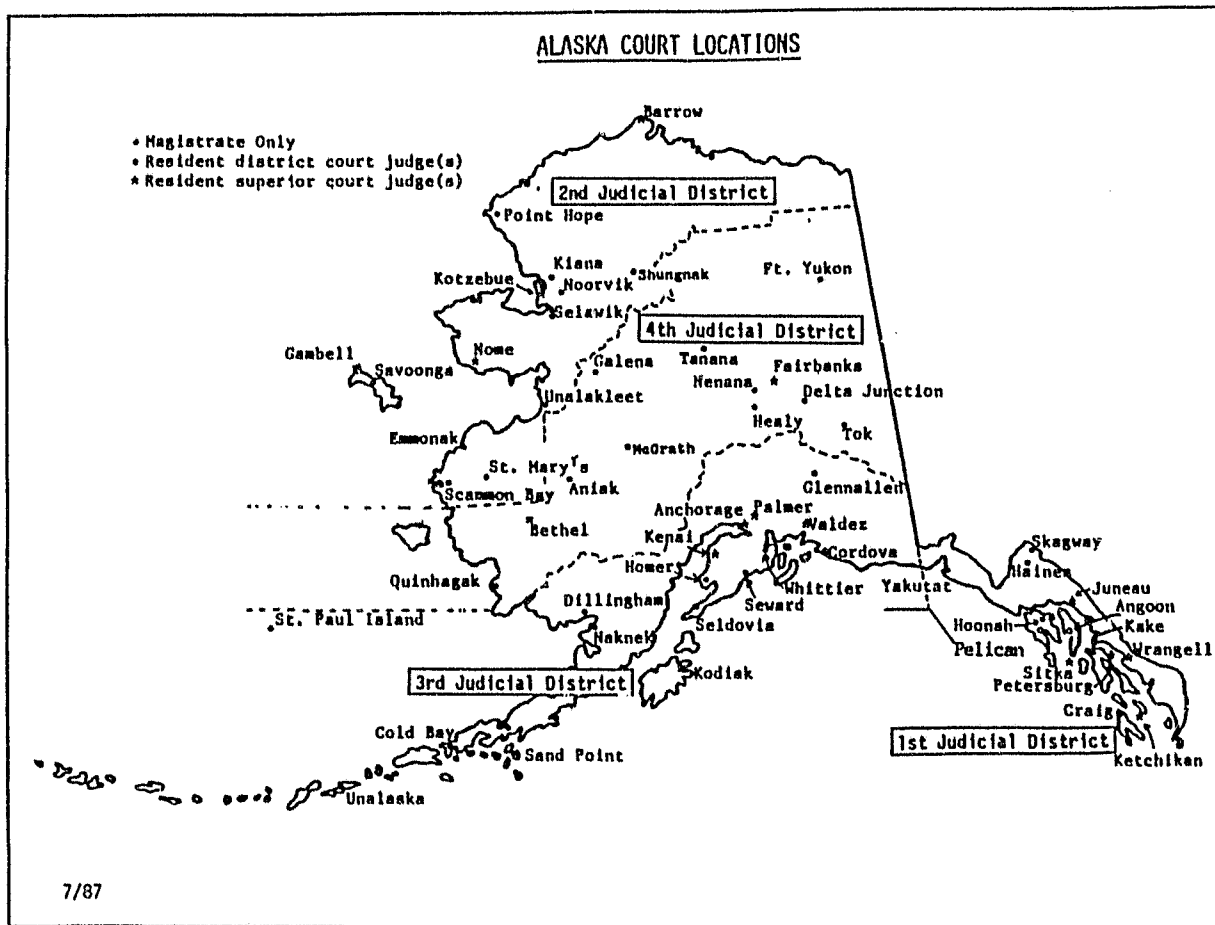 ALASKA COURT LOCATIONS
• Magistrate Only
• Resident district court judge(s)
★ Resident superior court judge(s)
Barrow
2nd Judicial District
Point Hope
Kiana
Shungnak
Ft. Yukon
Kotzebue
Noorvik
Selawik
4th Judicial District
Gambell
Savoonga
Nome
Galena
Tanana
Fairbanks
Nenana
Delta Junction
Unalakleet
Healy
Tok
Emmonak
McGrath
St. Mary's
Scammon Bay
Aniak
Glennallen
Anchorage
Palmer
Bethel
Valdez
Kenai
Cordova
Skagway
Homer
Haines
Quinhagak
Whittier
Yakutat
Juneau
Dillingham
Seward
Angoon
St. Paul Island
Seldovia
Hoonah
Kake
Naknek
Pelican
Wrangell
Kodiak
Sitka
3rd Judicial District
Petersburg
Craig
Cold Bay
1st Judicial District
Sand Point
Ketchikan
Unalaska
7/87